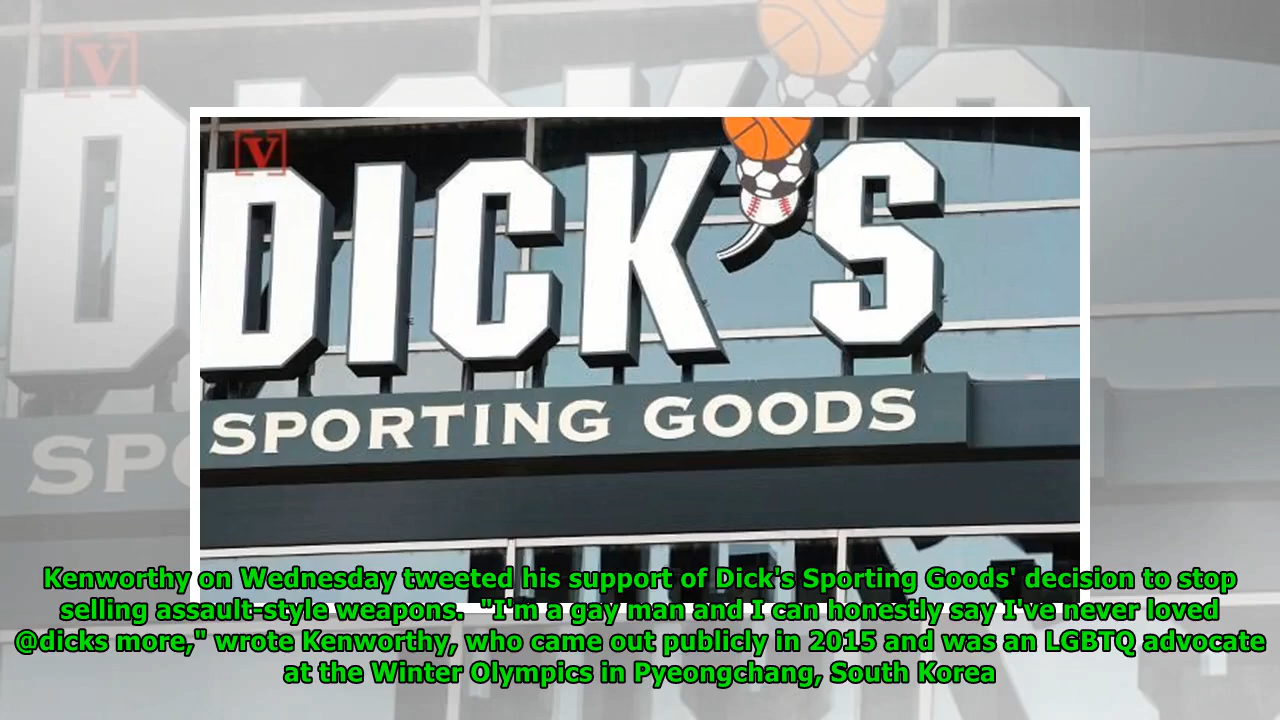 V
DICK'S
SPORTING GOODS
Kenworthy on Wednesday tweeted his support of Dick's Sporting Goods' decision to stop
selling assault-style weapons. "I'm a gay man and I can honestly say I've never loved
@dicks more," wrote Kenworthy, who came out publicly in 2015 and was an LGBTQ advocate
at the Winter Olympics in Pyeongchang, South Korea